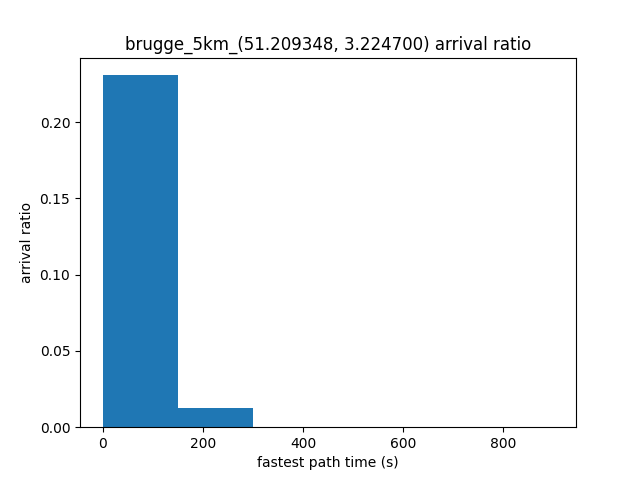 brugge_5km_(51.209348, 3.224700) arrival ratio
arrival ratio
0.20
0.15
0.10
0.05
0.00
0 200 400 600 800
fastest path time (s)